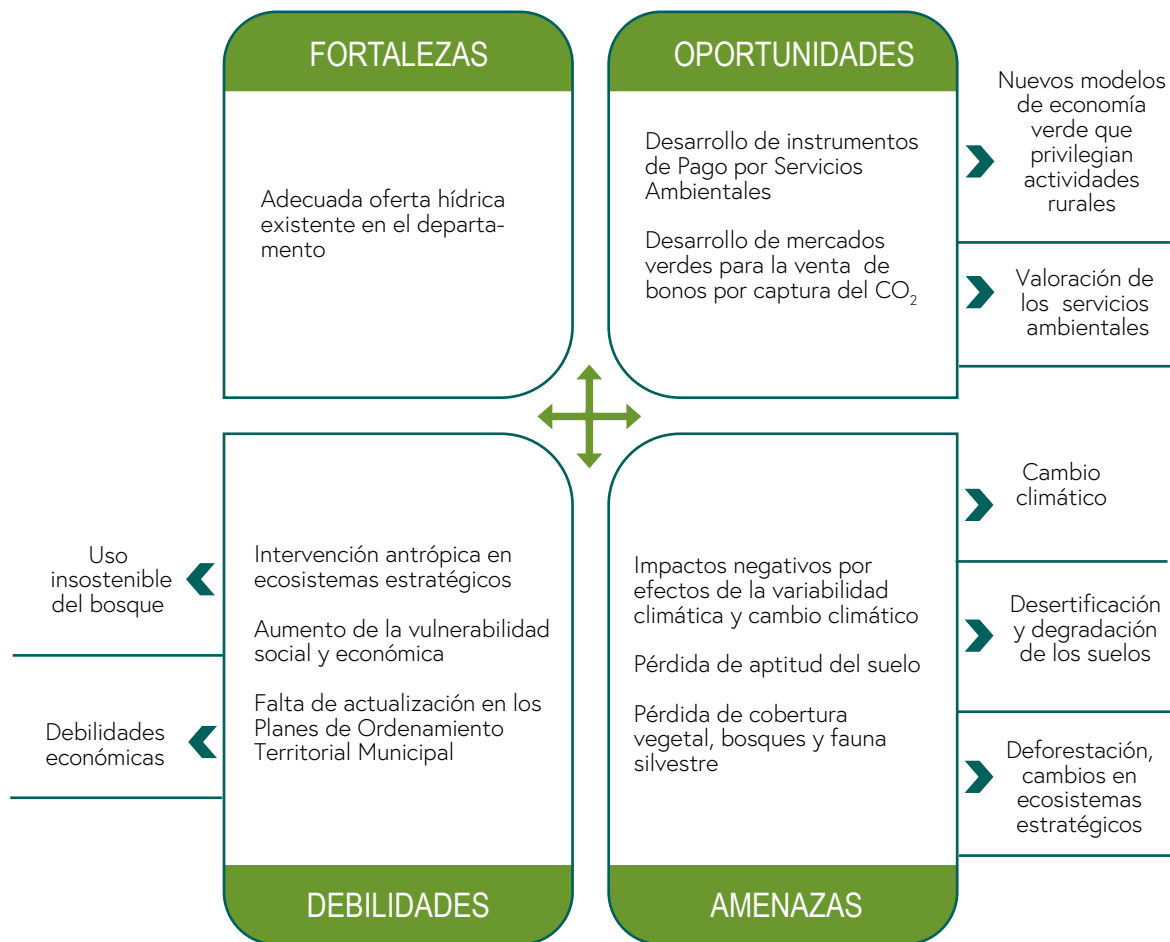 FORTALEZAS
Adecuada oferta hídrica
existente en el departa-
mento
OPORTUNIDADES
Desarrollo de instrumentos
de Pago por Servicios
Ambientales
Desarrollo de mercados
verdes para la venta de
bonos por captura del CO₂
Nuevos modelos
de economía
verde que
privilegian
actividades
rurales
Valoración de
los servicios
ambientales
Uso
insostenible
del bosque
Debilidades
económicas
Intervención antrópica en
ecosistemas estratégicos
Aumento de la vulnerabilidad
social y económica
Falta de actualización en los
Planes de Ordenamiento
Territorial Municipal
DEBILIDADES
Impactos negativos por
efectos de la variabilidad
climática y cambio climático
Pérdida de aptitud del suelo
Pérdida de cobertura
vegetal, bosques y fauna
silvestre
AMENAZAS
Cambio
climático
Desertificación
y degradación
de los suelos
Deforestación,
cambios en
ecosistemas
estratégicos